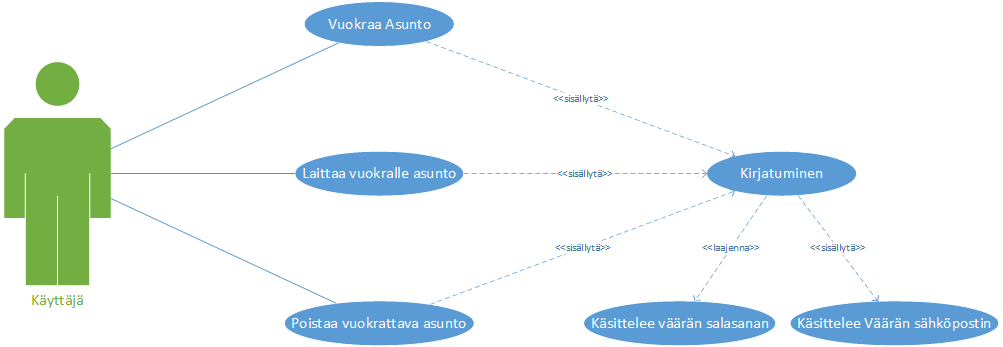 Vuokraa Asunto
<<sisällytä>>
Laittaa vuokralle asunto
<<sisällytä>>
Kirjatuminen
<<sisällytä>>
<<laajenna>>
<<sisällytä>>
Käyttäjä
Poistaa vuokrattava asunto
Käsittelee väärän salasanan
Käsittelee Väärän sähköpostin